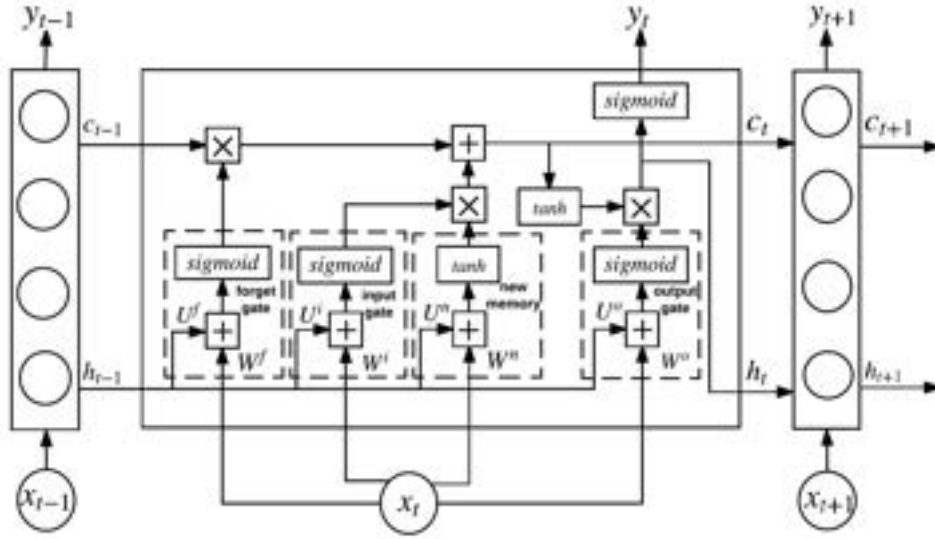 y_{t-1}
y_t
y_{t+1}
sigmoid
c_{t-1}
c_t
c_{t+1}
×
+
×
tanh
×
sigmoid
sigmoid
tanh
sigmoid
forget gate
input gate
new memory
output gate
U^f
+
U^i
+
U^n
+
U^o
+
W^f
W^i
W^n
W^o
h_{t-1}
h_t
h_{t+1}
x_{t-1}
x_t
x_{t+1}